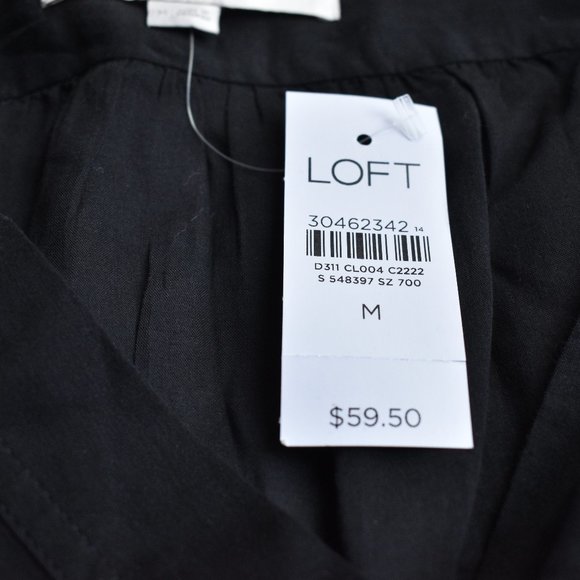 LOFT
30462342 14
D311 CL004 C2222
S 548397 SZ 700
M
$59.50